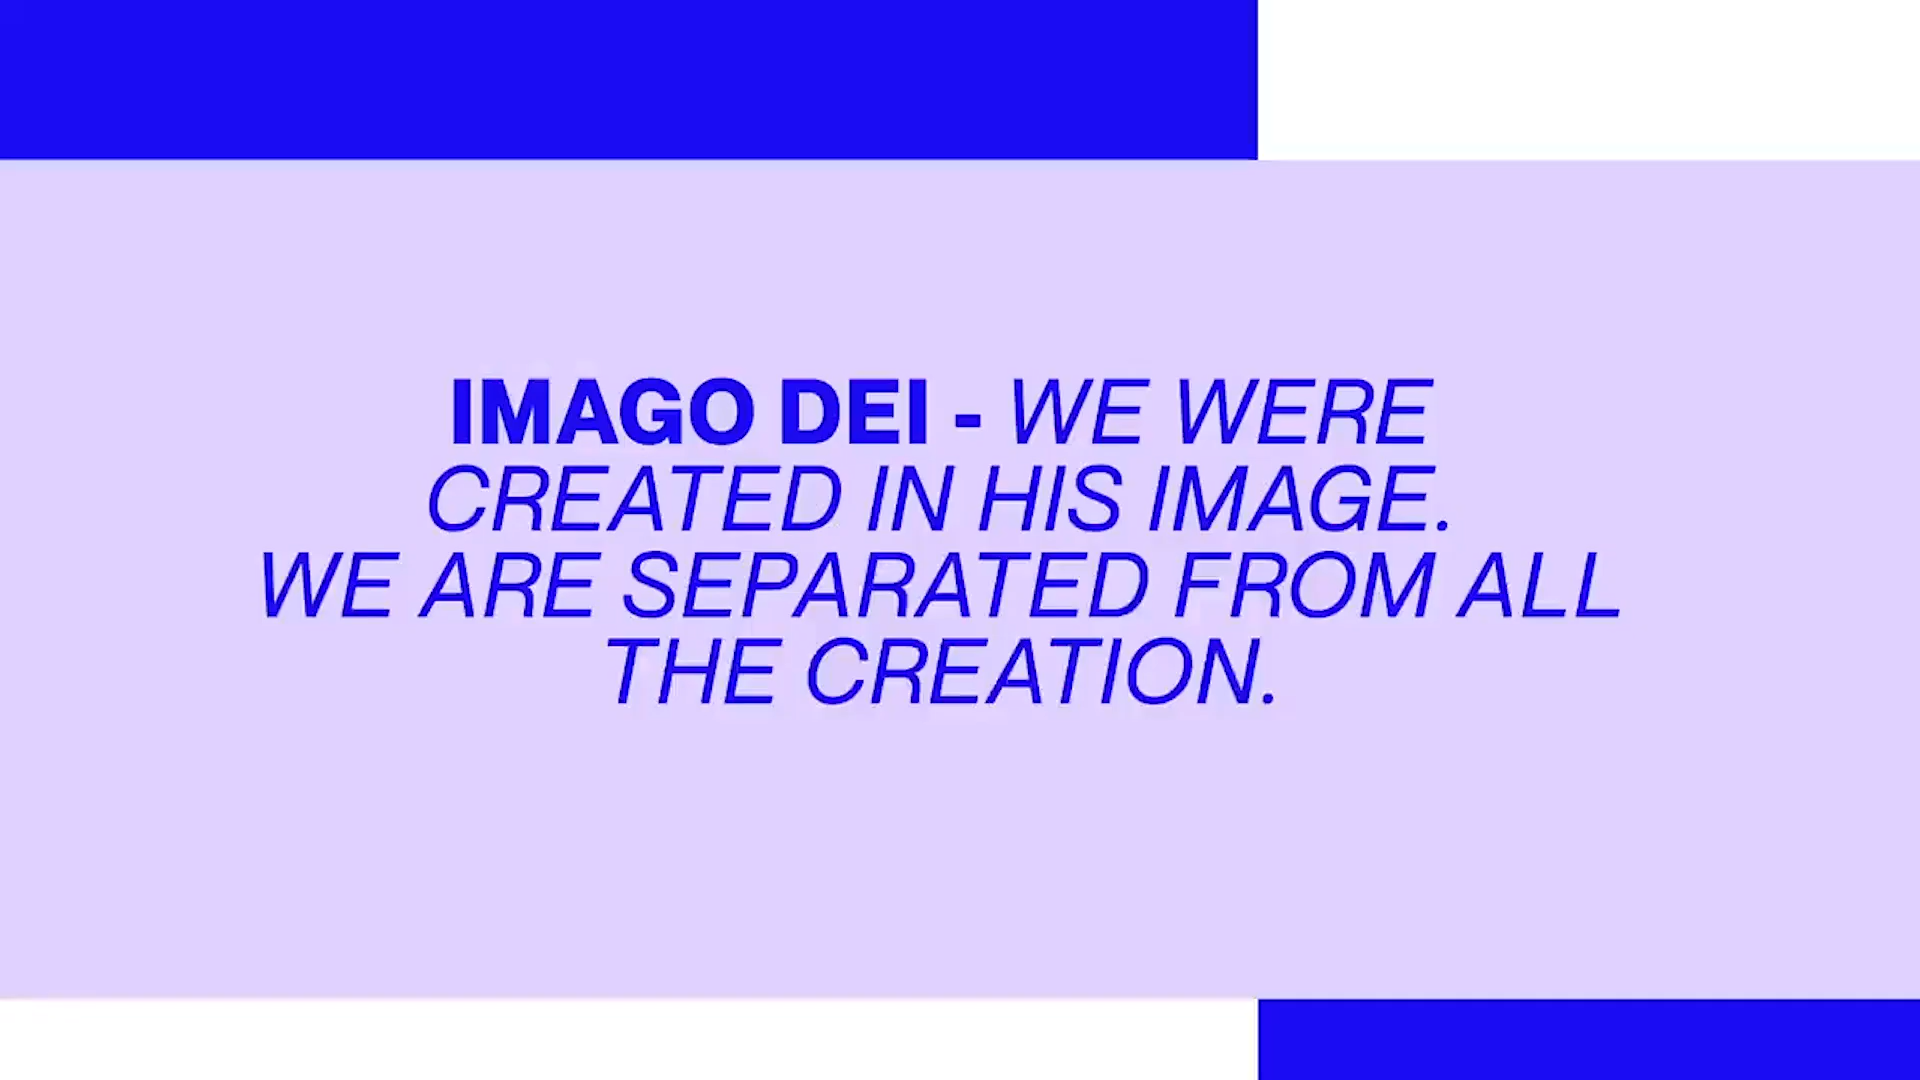 IMAGO DEI - WE WERE
CREATED IN HIS IMAGE.
WE ARE SEPARATED FROM ALL
THE CREATION.